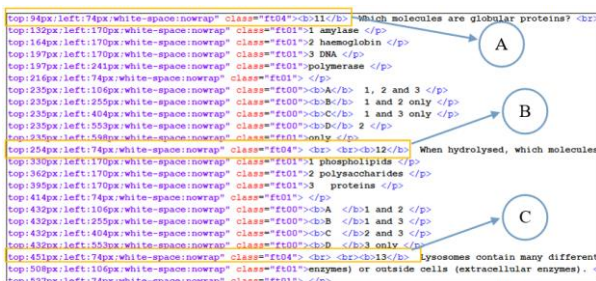 top:94px;left:74px;white-space:nowrap" class="ft04"><b>11</b> Which molecules are globular proteins? <br>
top:132px;left:170px;white-space:nowrap" class="ft01">1 amylase </p>
top:164px;left:170px;white-space:nowrap" class="ft01">2 haemoglobin </p>
top:197px;left:170px;white-space:nowrap" class="ft01">3 DNA </p>
top:197px;left:241px;white-space:nowrap" class="ft01">polymerase </p>
top:216px;left:74px;white-space:nowrap" class="ft01"> </p>
top:235px;left:106px;white-space:nowrap" class="ft00"><b>A</b> 1, 2 and 3 </p>
top:235px;left:255px;white-space:nowrap" class="ft00"><b>B</b> 1 and 2 only </p>
top:235px;left:404px;white-space:nowrap" class="ft00"><b>C</b> 1 and 3 only </p>
top:235px;left:553px;white-space:nowrap" class="ft00"><b>D</b> 2 </p>
top:235px;left:598px;white-space:nowrap" class="ft01">only </p>
top:254px;left:74px;white-space:nowrap" class="ft04"> <br> <br><b>12</b> When hydrolysed, which molecules
top:330px;left:170px;white-space:nowrap" class="ft01">1 phospholipids </p>
top:362px;left:170px;white-space:nowrap" class="ft01">2 polysaccharides </p>
top:395px;left:170px;white-space:nowrap" class="ft01">3 proteins </p>
top:414px;left:74px;white-space:nowrap" class="ft01"> </p>
top:432px;left:106px;white-space:nowrap" class="ft00"><b>A </b>1 and 2 </p>
top:432px;left:255px;white-space:nowrap" class="ft00"><b>B </b>1 and 3 </p>
top:432px;left:404px;white-space:nowrap" class="ft00"><b>C </b>2 and 3 </p>
top:432px;left:553px;white-space:nowrap" class="ft00"><b>D </b>3 only </p>
top:451px;left:74px;white-space:nowrap" class="ft04"> <br> <br><b>13</b> Lysosomes contain many different
top:508px;left:106px;white-space:nowrap" class="ft01">enzymes) or outside cells (extracellular enzymes). <
A
B
C